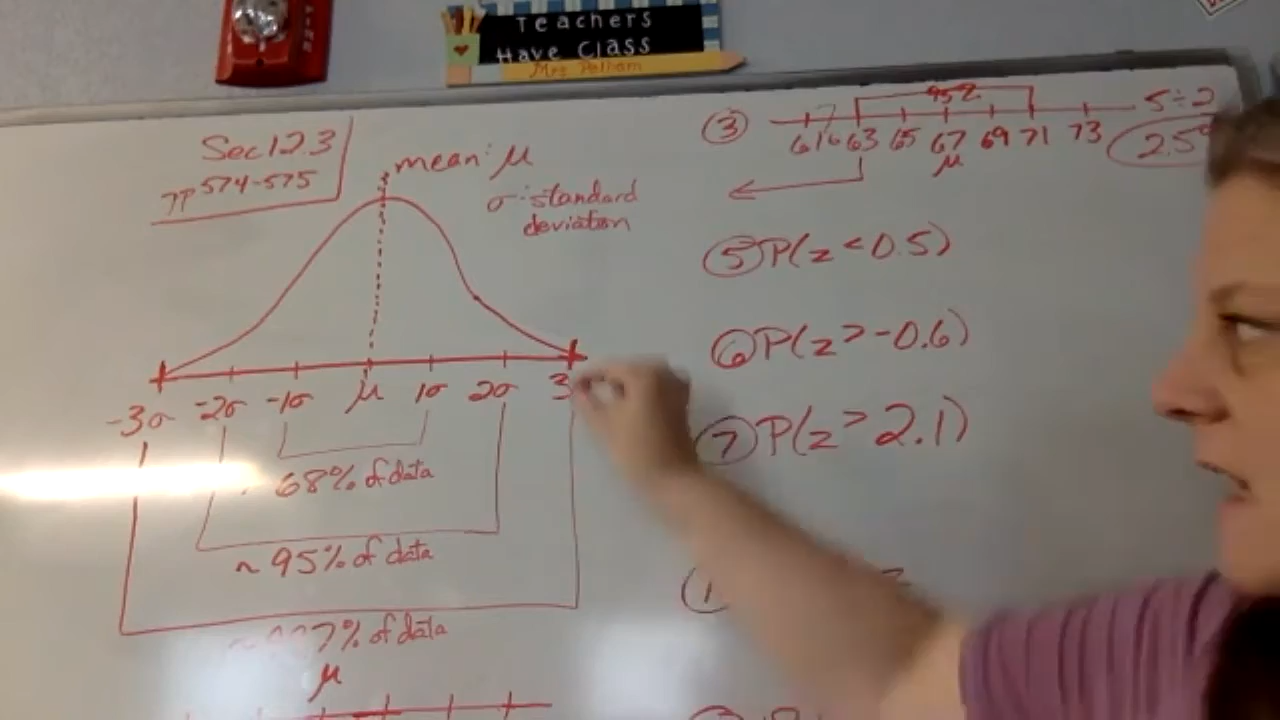 Teachers
Have Class
Mrs Pelham
Sec 12.3
pp 574-575
mean: μ
σ: standard
deviation
-3σ -2σ -1σ μ 1σ 2σ 3
68% of data
~ 95% of data
7% of data
μ
③
95%
61 63 65 67 69 71 73
μ
5÷2
2.5
⑤ P(z < 0.5)
⑥ P(z > -0.6)
⑦ P(z > 2.1)